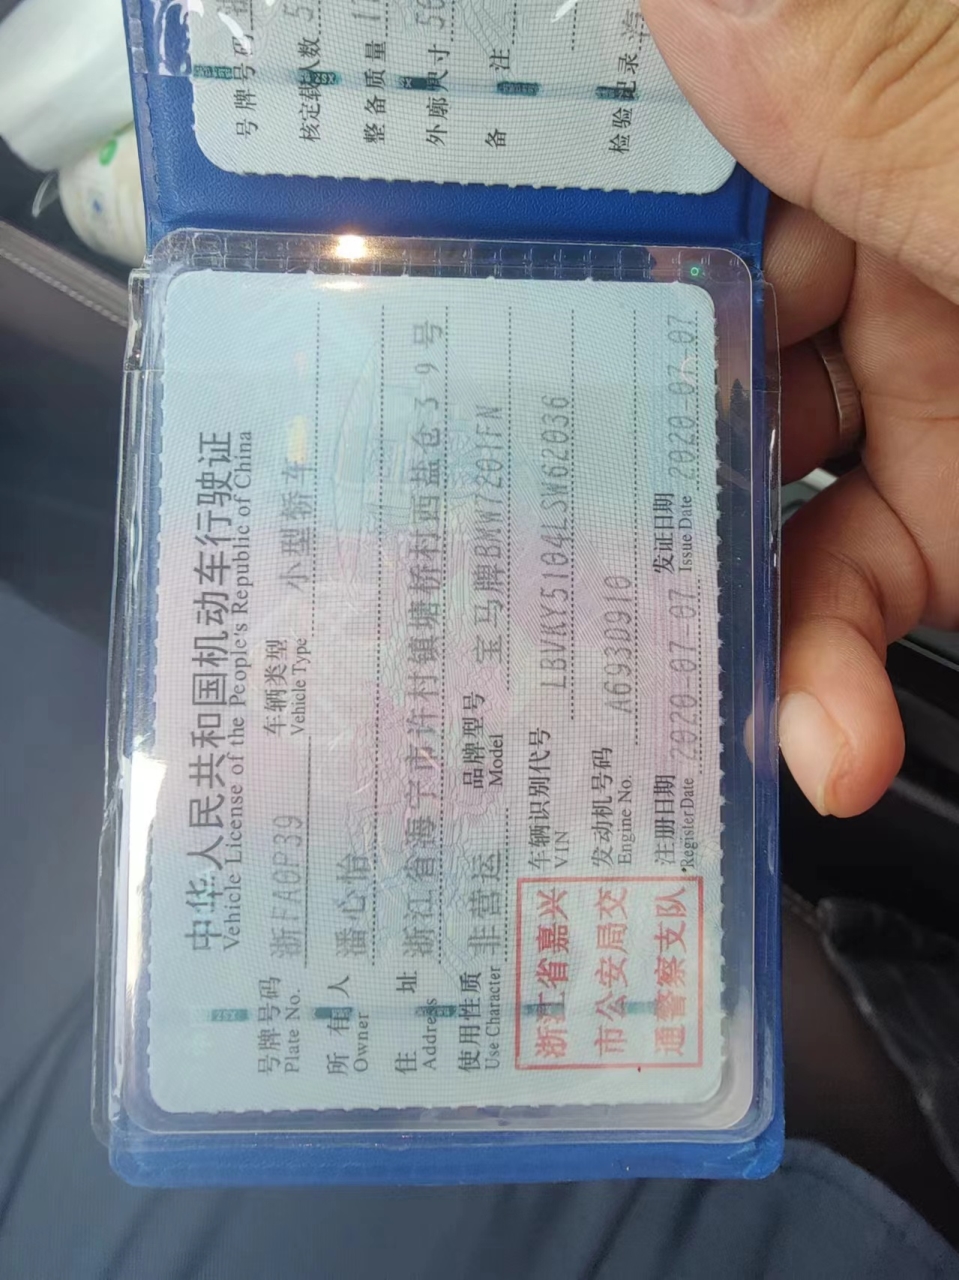 中华人民共和国机动车行驶证
Vehicle License of the People's Republic of China
号牌号码 Plate No. 浙FA0P39 车辆类型 Vehicle Type 小型轿车
所有人 Owner 潘心怡
住址 Address 浙江省海宁市许村镇塘桥村西盐仓39号
使用性质 Use Character 非营运 品牌型号 Model 宝马牌BMW7201FN
浙江省嘉兴
市公安局交
通警察支队
车辆识别代号 VIN LBVKY5104LSW62036
发动机号码 Engine No. A693D910
注册日期 Register Date 2020-07-07 发证日期 Issue Date 2020-07-07
号牌号码
核定载人数 5
整备质量
外廓尺寸
备注
检验记录